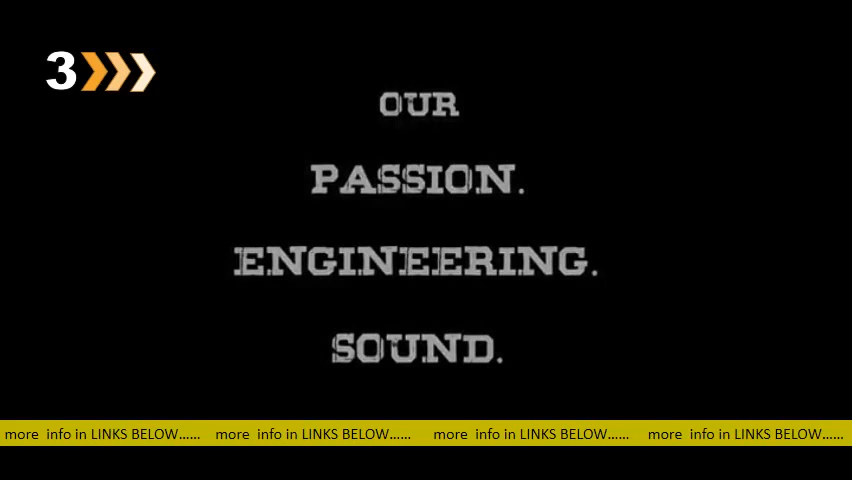 3
OUR
PASSION.
ENGINEERING.
SOUND.
more info in LINKS BELOW...... more info in LINKS BELOW...... more info in LINKS BELOW...... more info in LINKS BELOW......